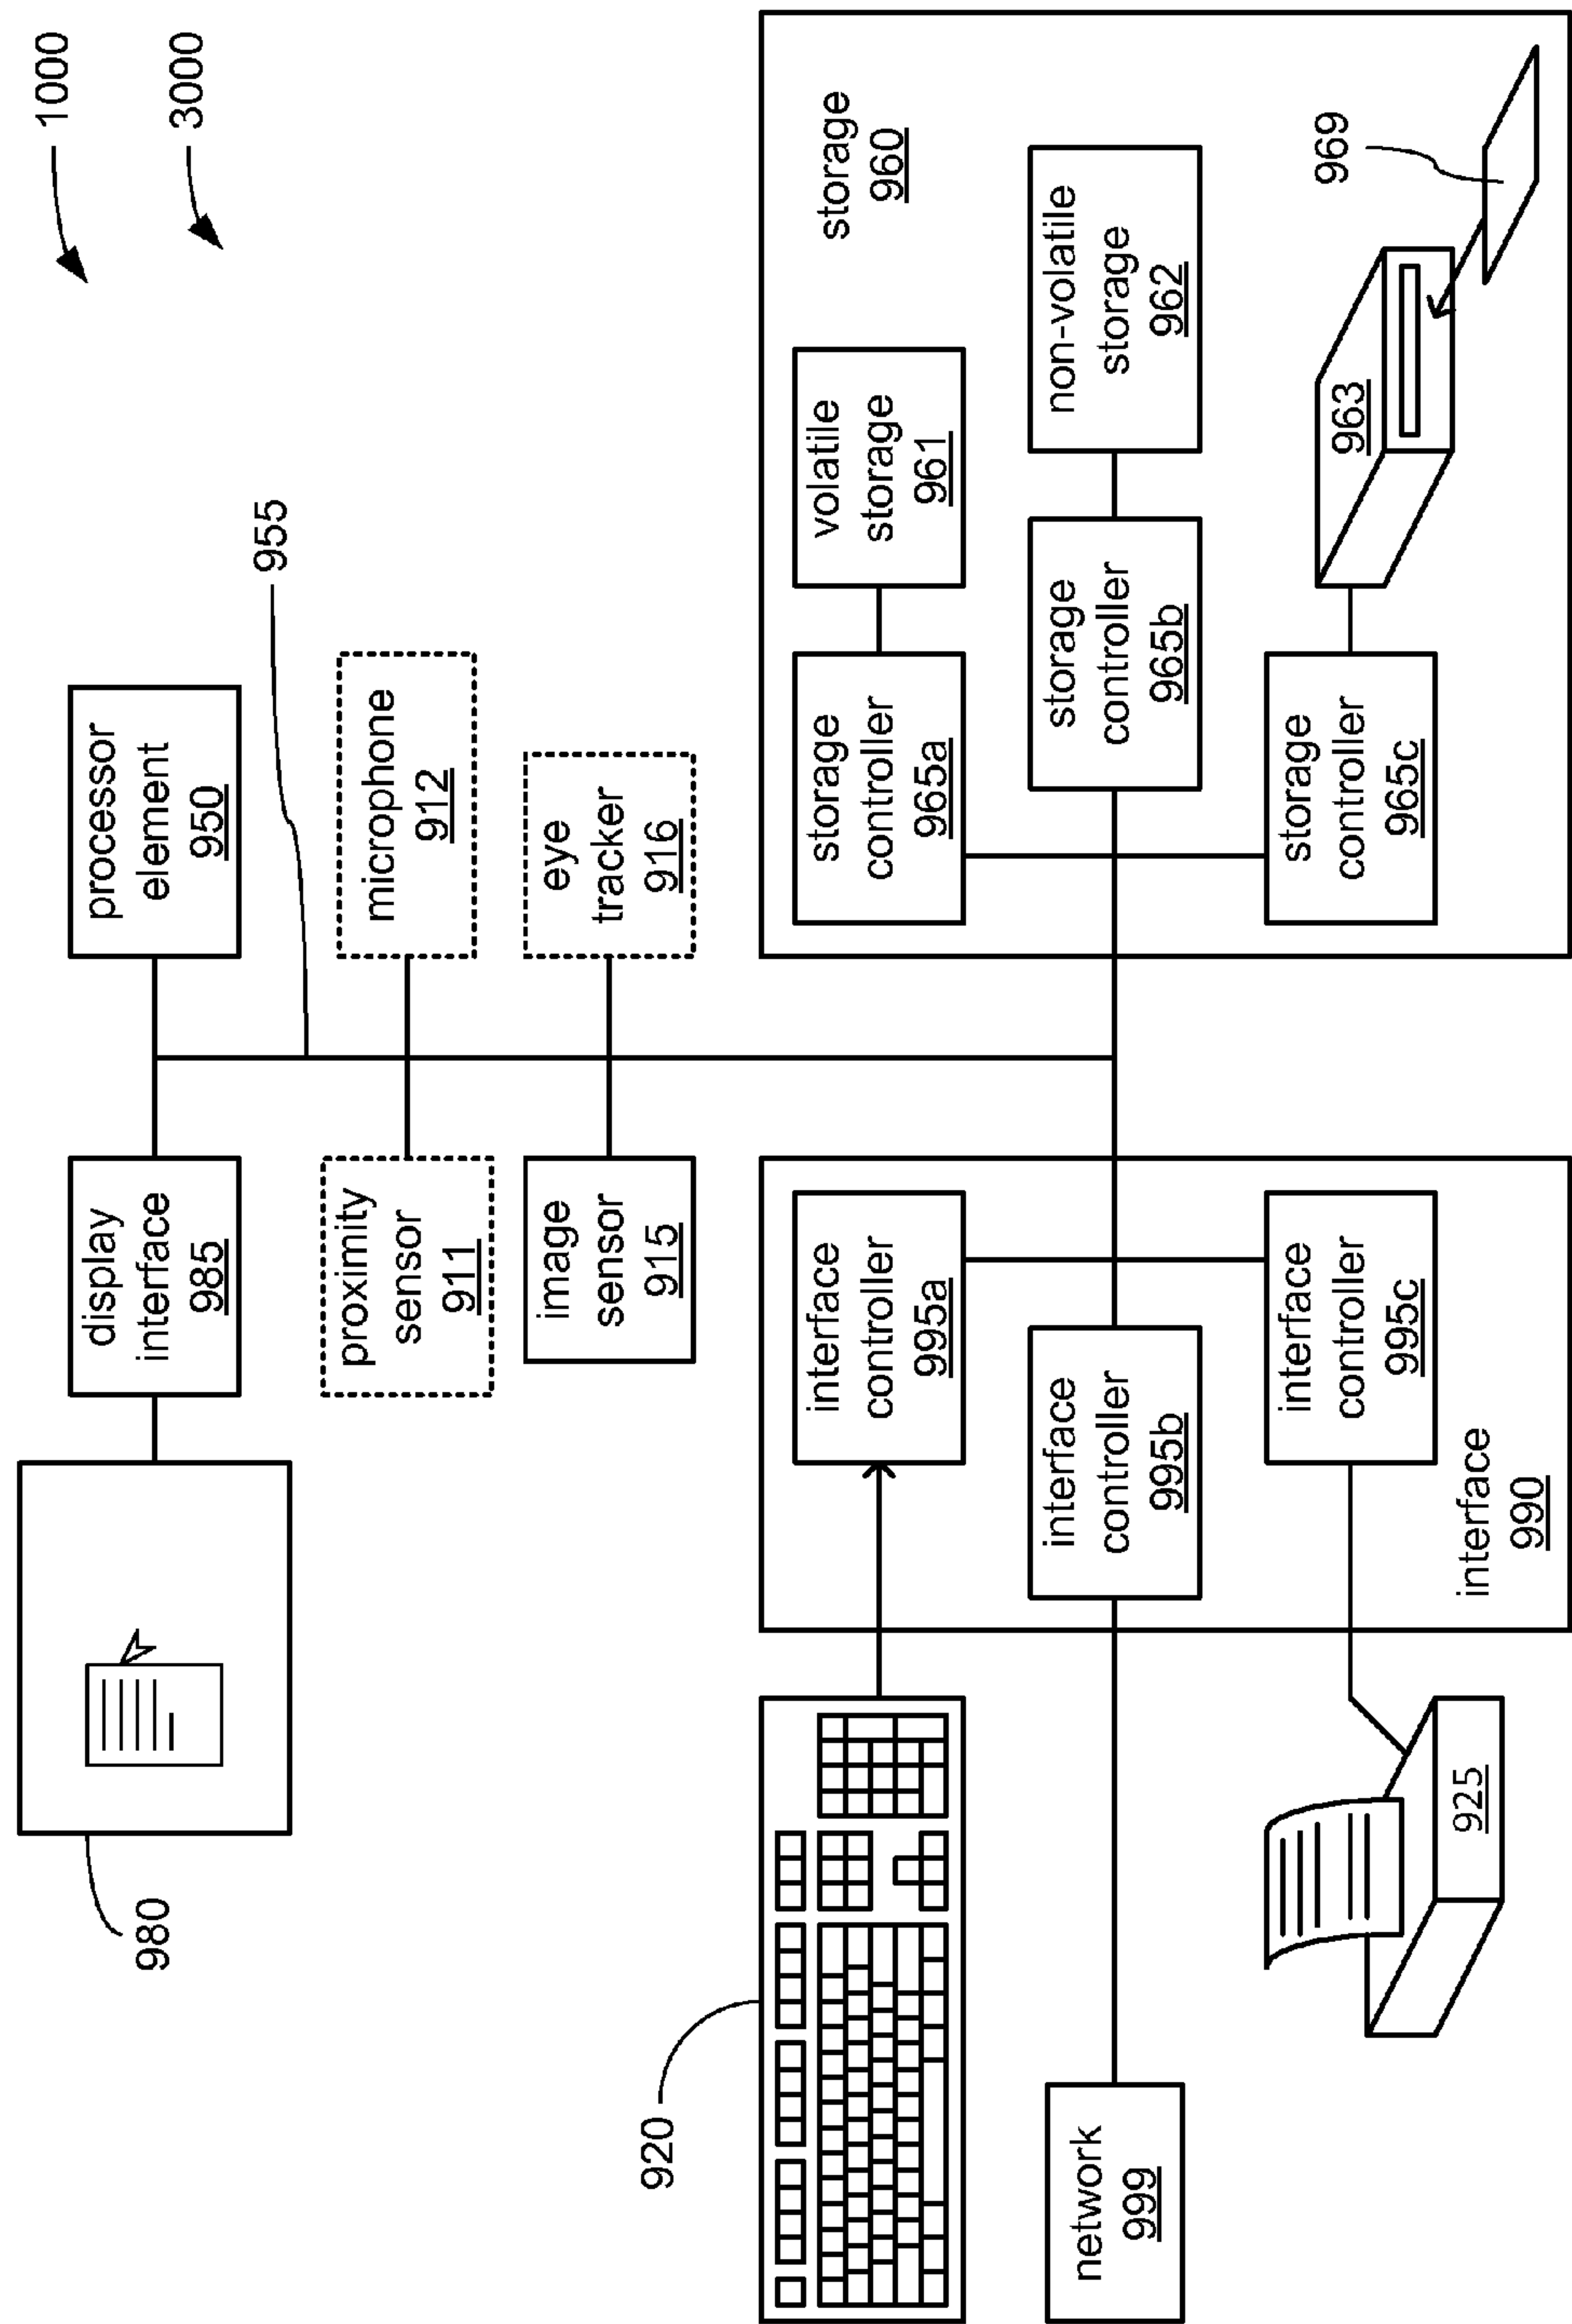 1000
3000
980
display
interface
985
processor
element
950
955
proximity
sensor
911
microphone
912
image
sensor
915
eye
tracker
916
920
network
999
925
interface
controller
995a
interface
controller
995b
interface
controller
995c
interface
990
storage
controller
965a
volatile
storage
961
storage
960
storage
controller
965b
non-volatile
storage
962
storage
controller
965c
963
969